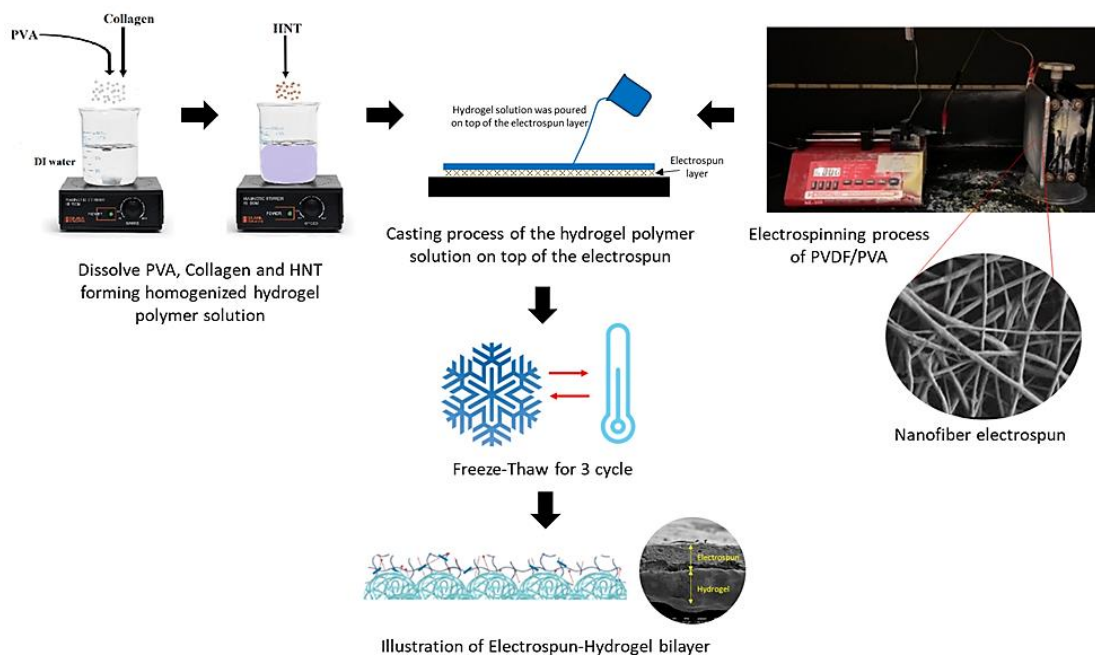 Collagen
PVA
HNT
DI water
Hydrogel solution was poured
on top of the electrospun layer
Electrospun
layer
Dissolve PVA, Collagen and HNT
forming homogenized hydrogel
polymer solution
Casting process of the hydrogel polymer
solution on top of the electrospun
Electrospinning process
of PVDF/PVA
Nanofiber electrospun
Freeze-Thaw for 3 cycle
Electrospun
Hydrogel
Illustration of Electrospun-Hydrogel bilayer